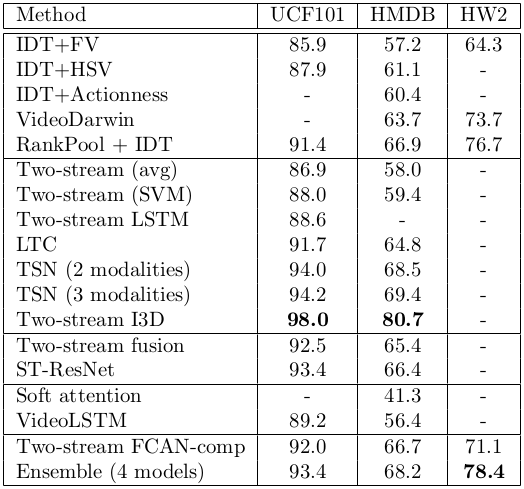 Method UCF101 HMDB HW2
IDT+FV 85.9 57.2 64.3
IDT+HSV 87.9 61.1 -
IDT+Actionness - 60.4 -
VideoDarwin - 63.7 73.7
RankPool + IDT 91.4 66.9 76.7
Two-stream (avg) 86.9 58.0 -
Two-stream (SVM) 88.0 59.4 -
Two-stream LSTM 88.6 - -
LTC 91.7 64.8 -
TSN (2 modalities) 94.0 68.5 -
TSN (3 modalities) 94.2 69.4 -
Two-stream I3D 98.0 80.7 -
Two-stream fusion 92.5 65.4 -
ST-ResNet 93.4 66.4 -
Soft attention - 41.3 -
VideoLSTM 89.2 56.4 -
Two-stream FCAN-comp 92.0 66.7 71.1
Ensemble (4 models) 93.4 68.2 78.4